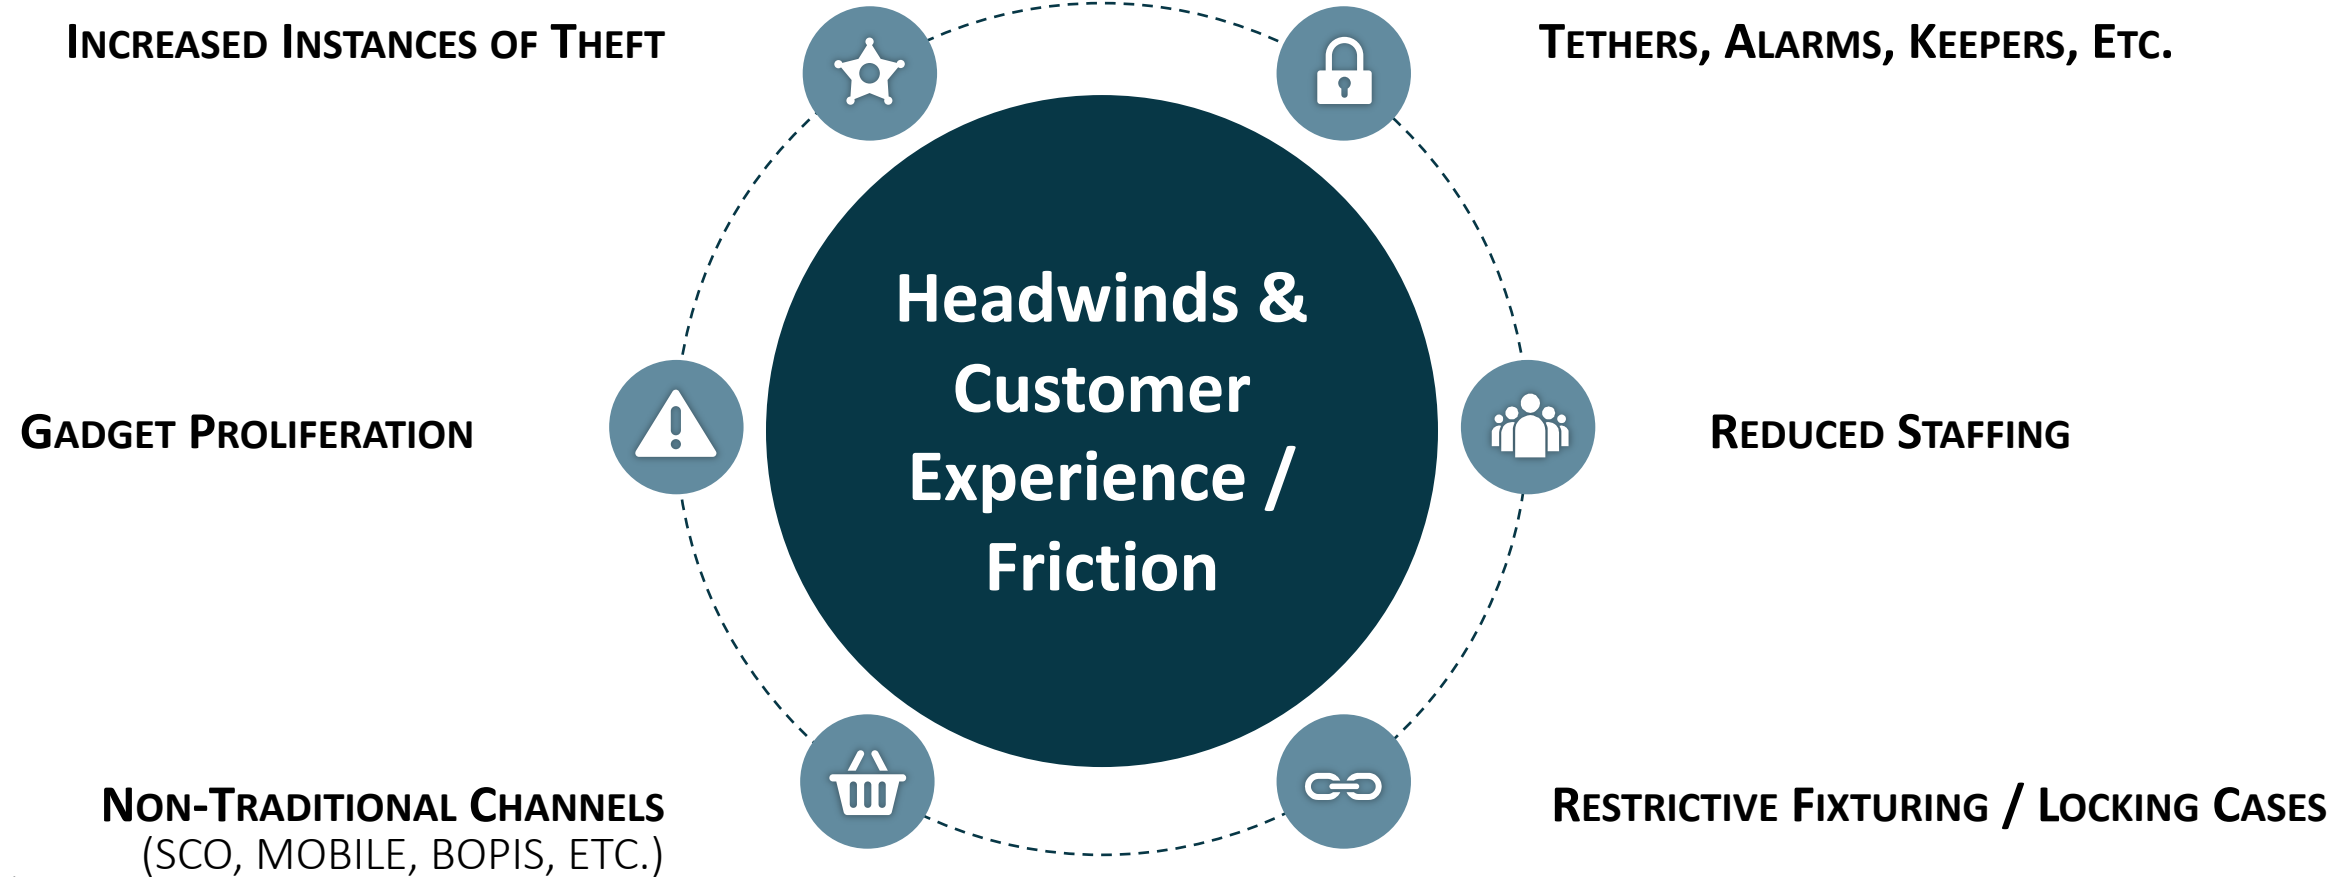 Increased Instances of Theft
Tethers, Alarms, Keepers, Etc.
Headwinds &
Customer
Experience /
Friction
Gadget Proliferation
Reduced Staffing
Non-Traditional Channels
(SCO, MOBILE, BOPIS, ETC.)
Restrictive Fixturing / Locking Cases